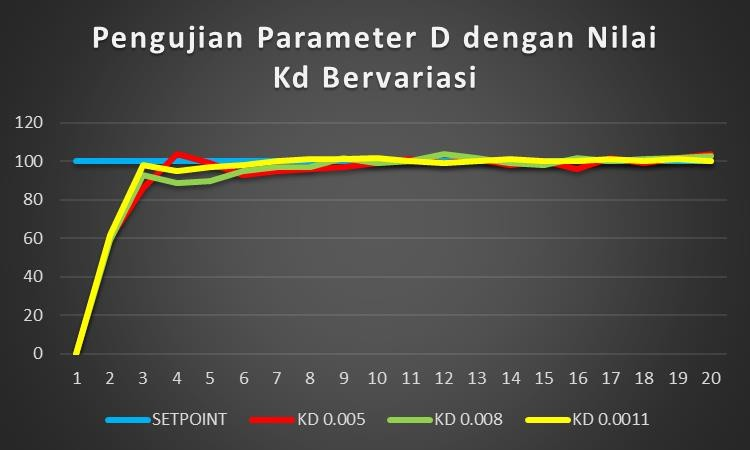 Pengujian Parameter D dengan Nilai
Kd Bervariasi
120
100
80
60
40
20
0
1 2 3 4 5 6 7 8 9 10 11 12 13 14 15 16 17 18 19 20
SETPOINT KD 0.005 KD 0.008 KD 0.0011